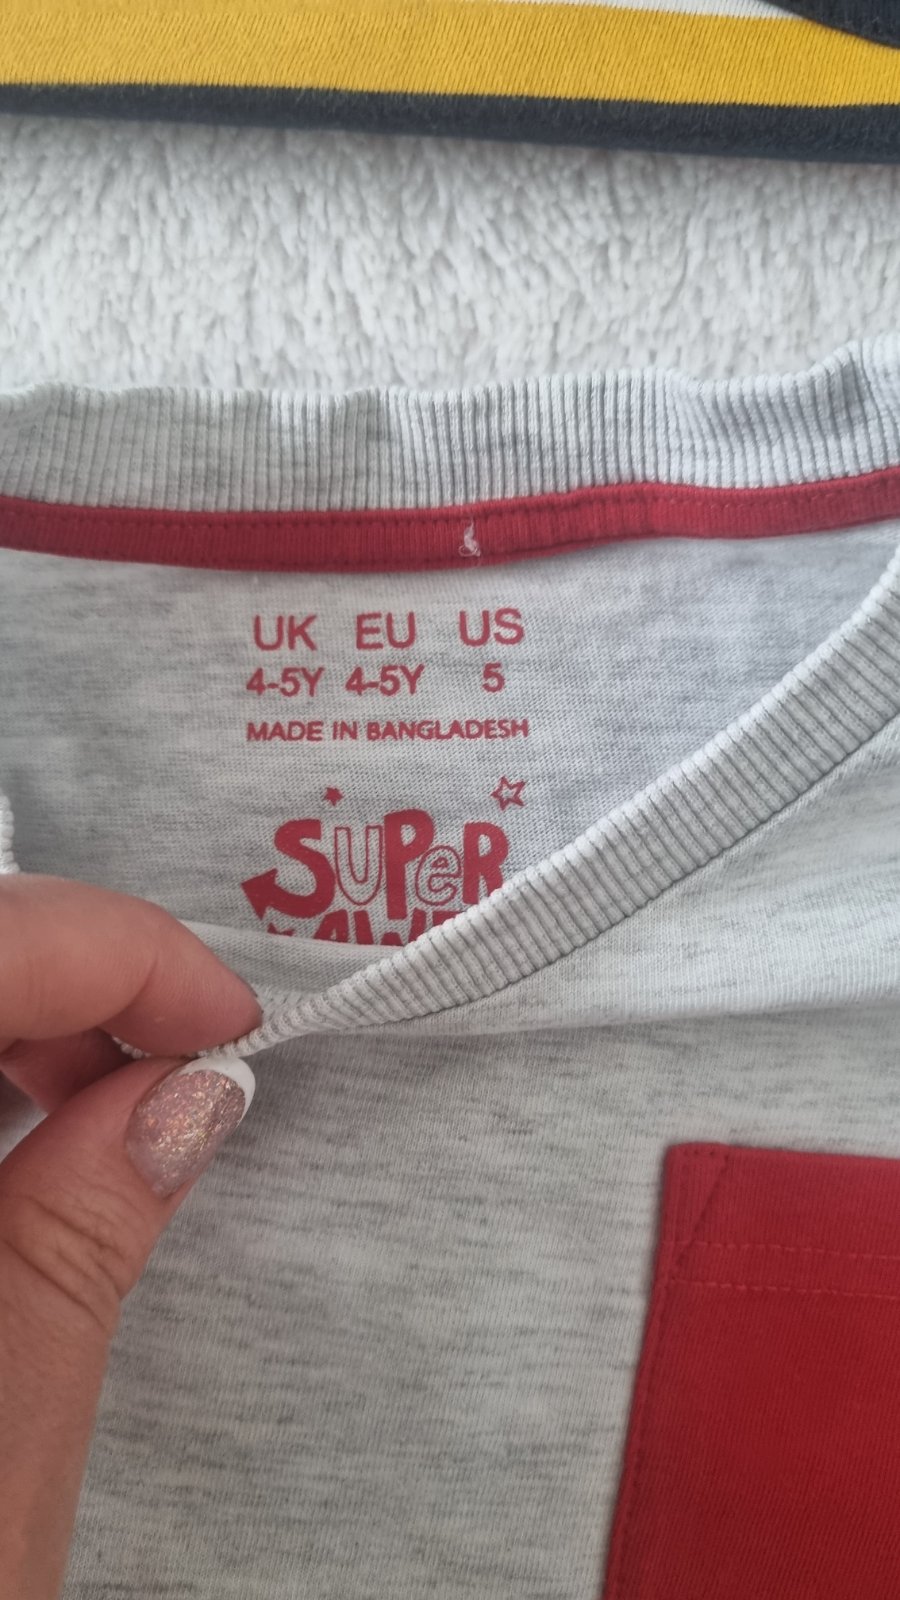 UK EU US
4-5Y 4-5Y 5
MADE IN BANGLADESH
SUPeR